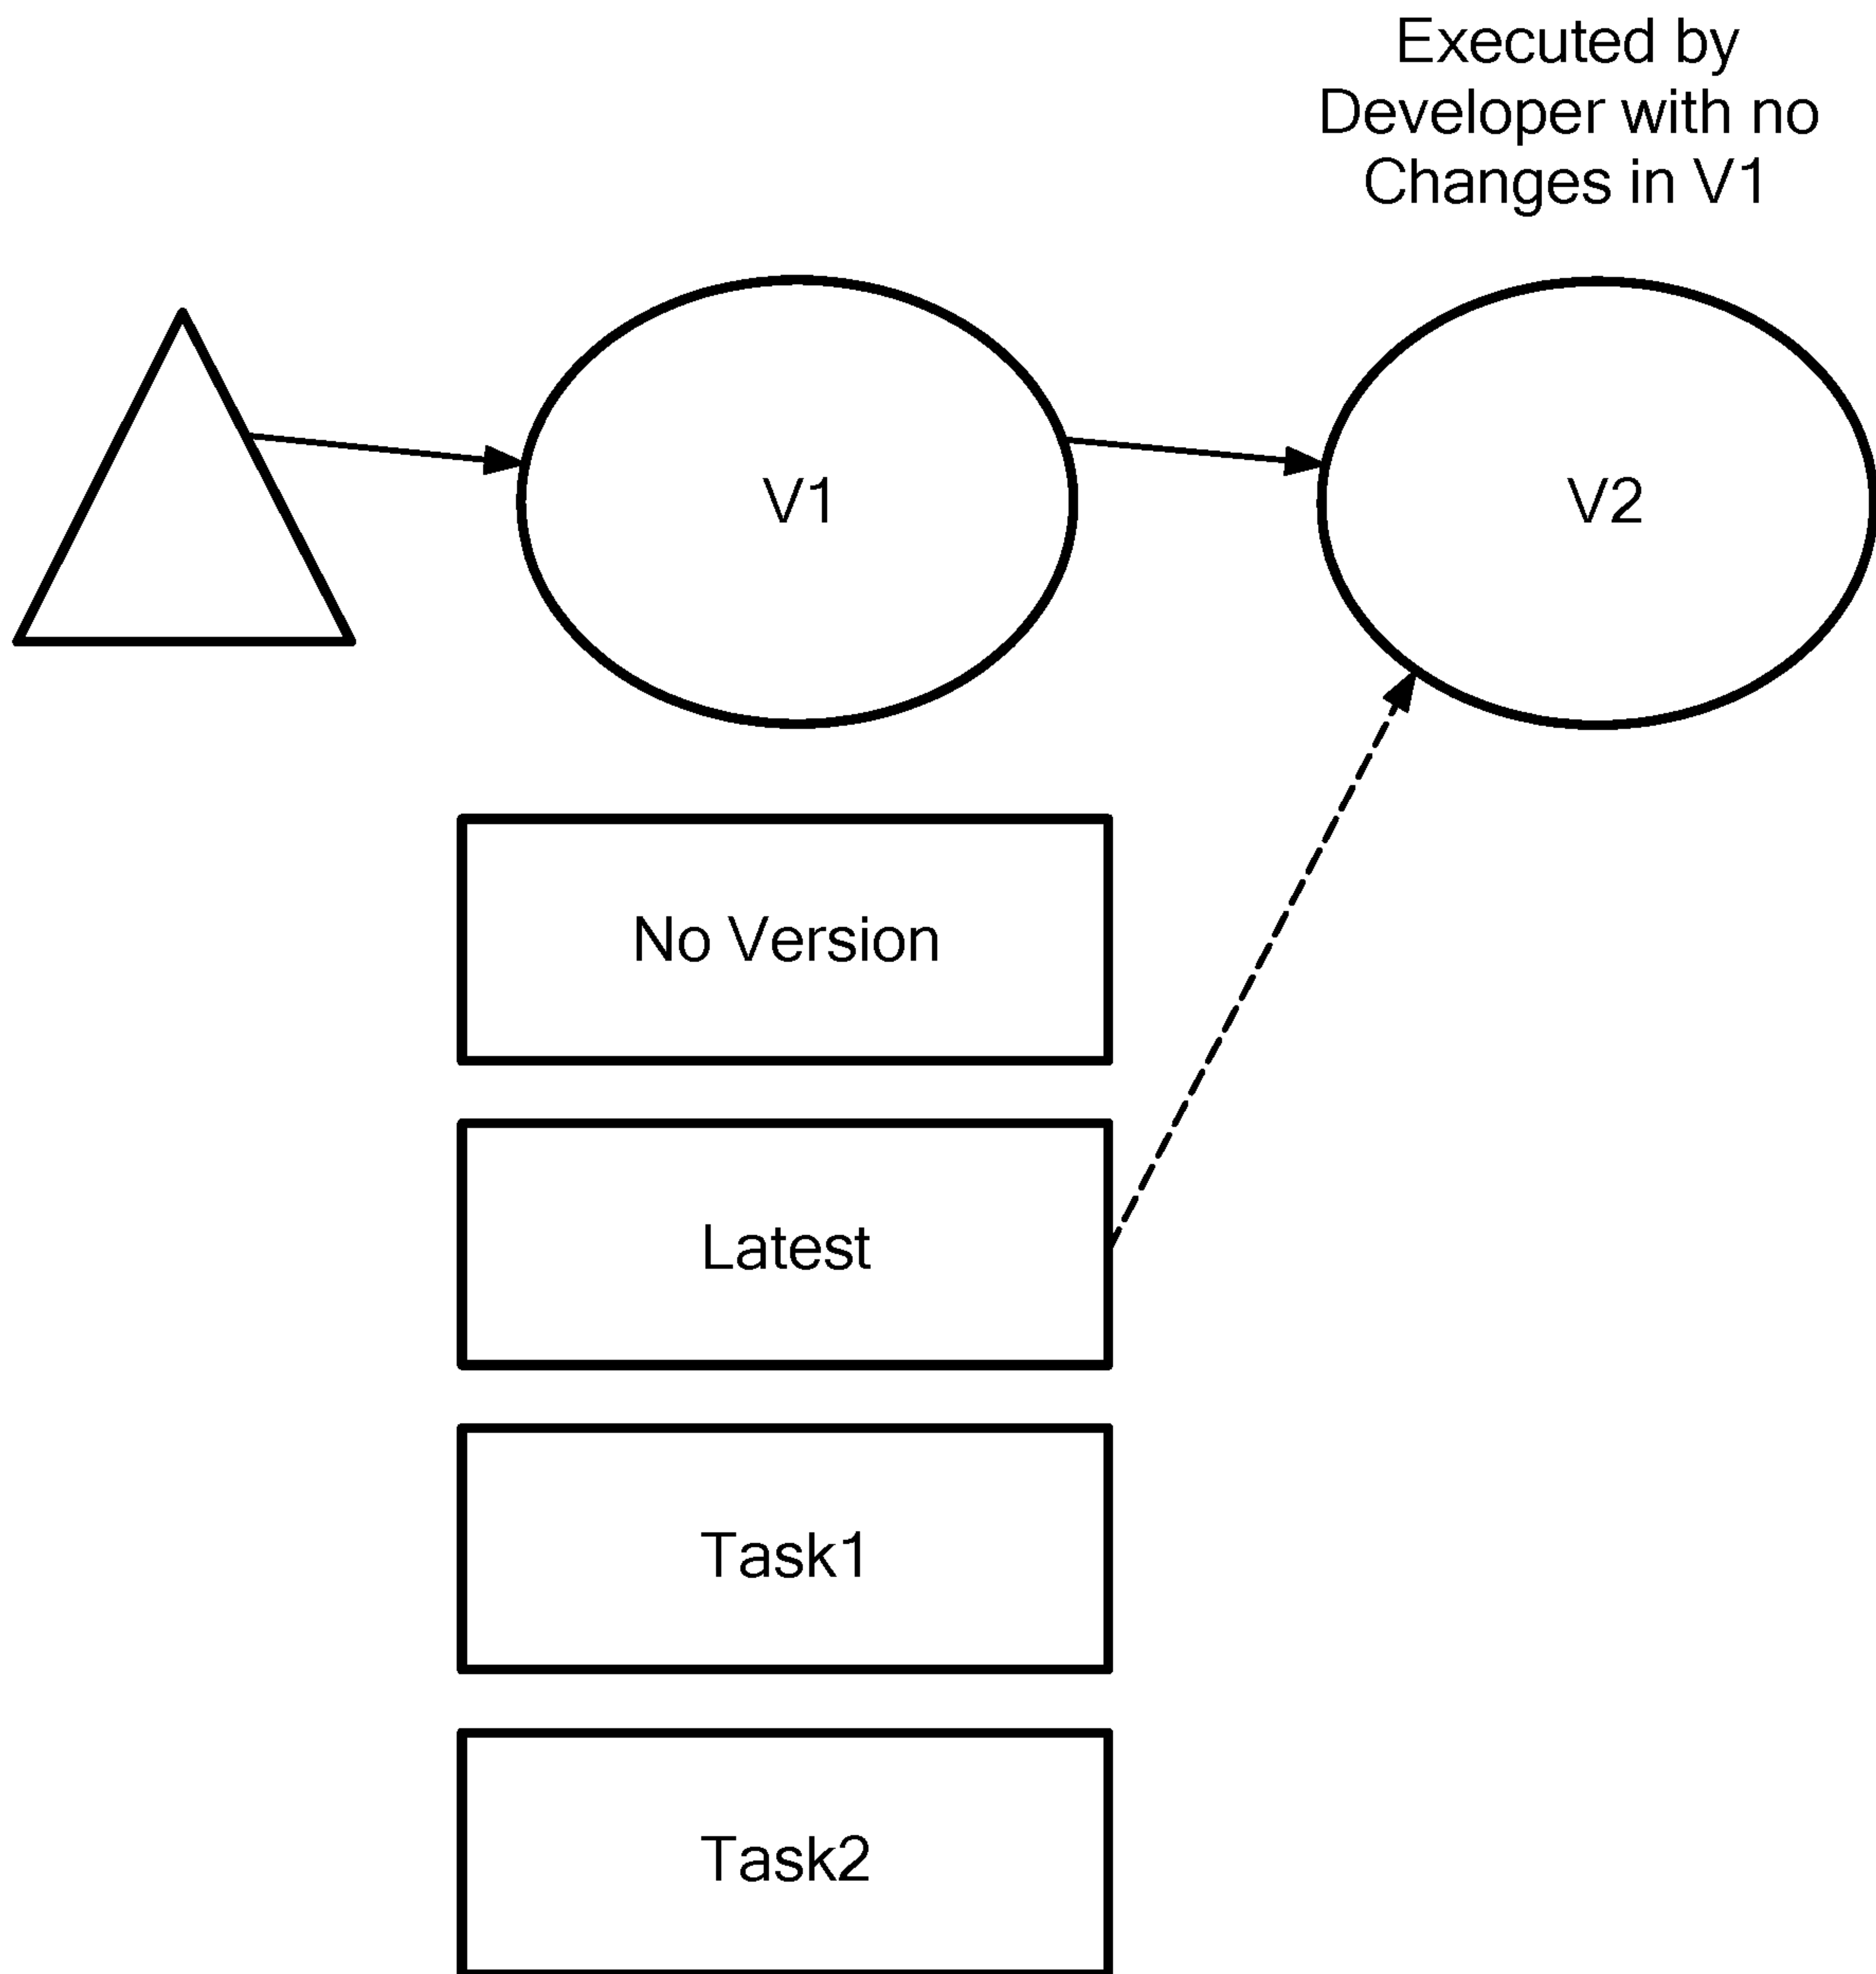 Executed by
Developer with no
Changes in V1
V1
V2
No Version
Latest
Task1
Task2